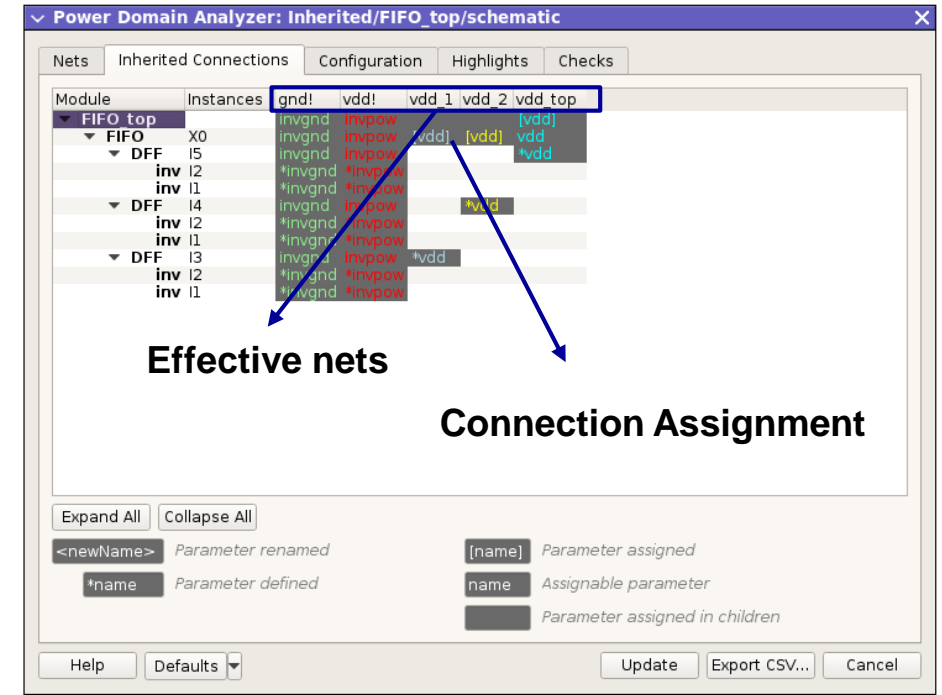 Power Domain Analyzer: Inherited/FIFO_top/schematic
Nets Inherited Connections Configuration Highlights Checks
Module Instances gnd! vdd! vdd_1 vdd_2 vdd_top
FIFO_top invgnd invpow [vdd]
FIFO X0 invgnd invpow [vdd] [vdd] vdd
DFF I5 invgnd invpow *vdd
inv I2 *invgnd *invpow
inv I1 *invgnd *invpow
DFF I4 invgnd invpow *vdd
inv I2 *invgnd *invpow
inv I1 *invgnd *invpow
DFF I3 invgnd invpow *vdd
inv I2 *invgnd *invpow
inv I1 *invgnd *invpow
Effective nets
Connection Assignment
Expand All Collapse All
<newName> Parameter renamed [name] Parameter assigned
*name Parameter defined name Assignable parameter
Parameter assigned in children
Help Defaults Update Export CSV... Cancel